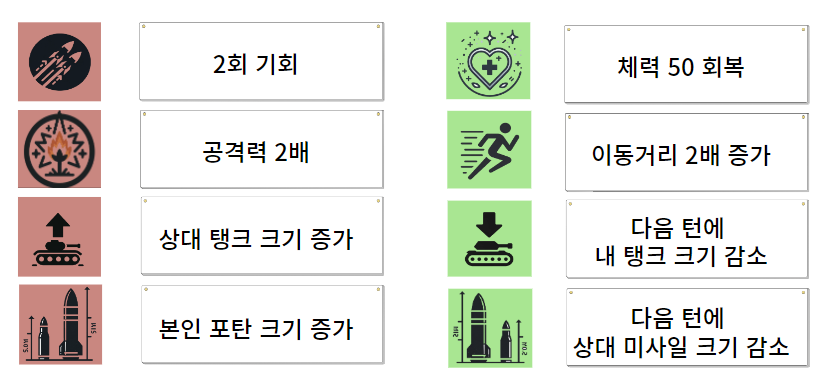 2회 기회
체력 50 회복
공격력 2배
이동거리 2배 증가
상대 탱크 크기 증가
다음 턴에
내 탱크 크기 감소
본인 포탄 크기 증가
다음 턴에
상대 미사일 크기 감소